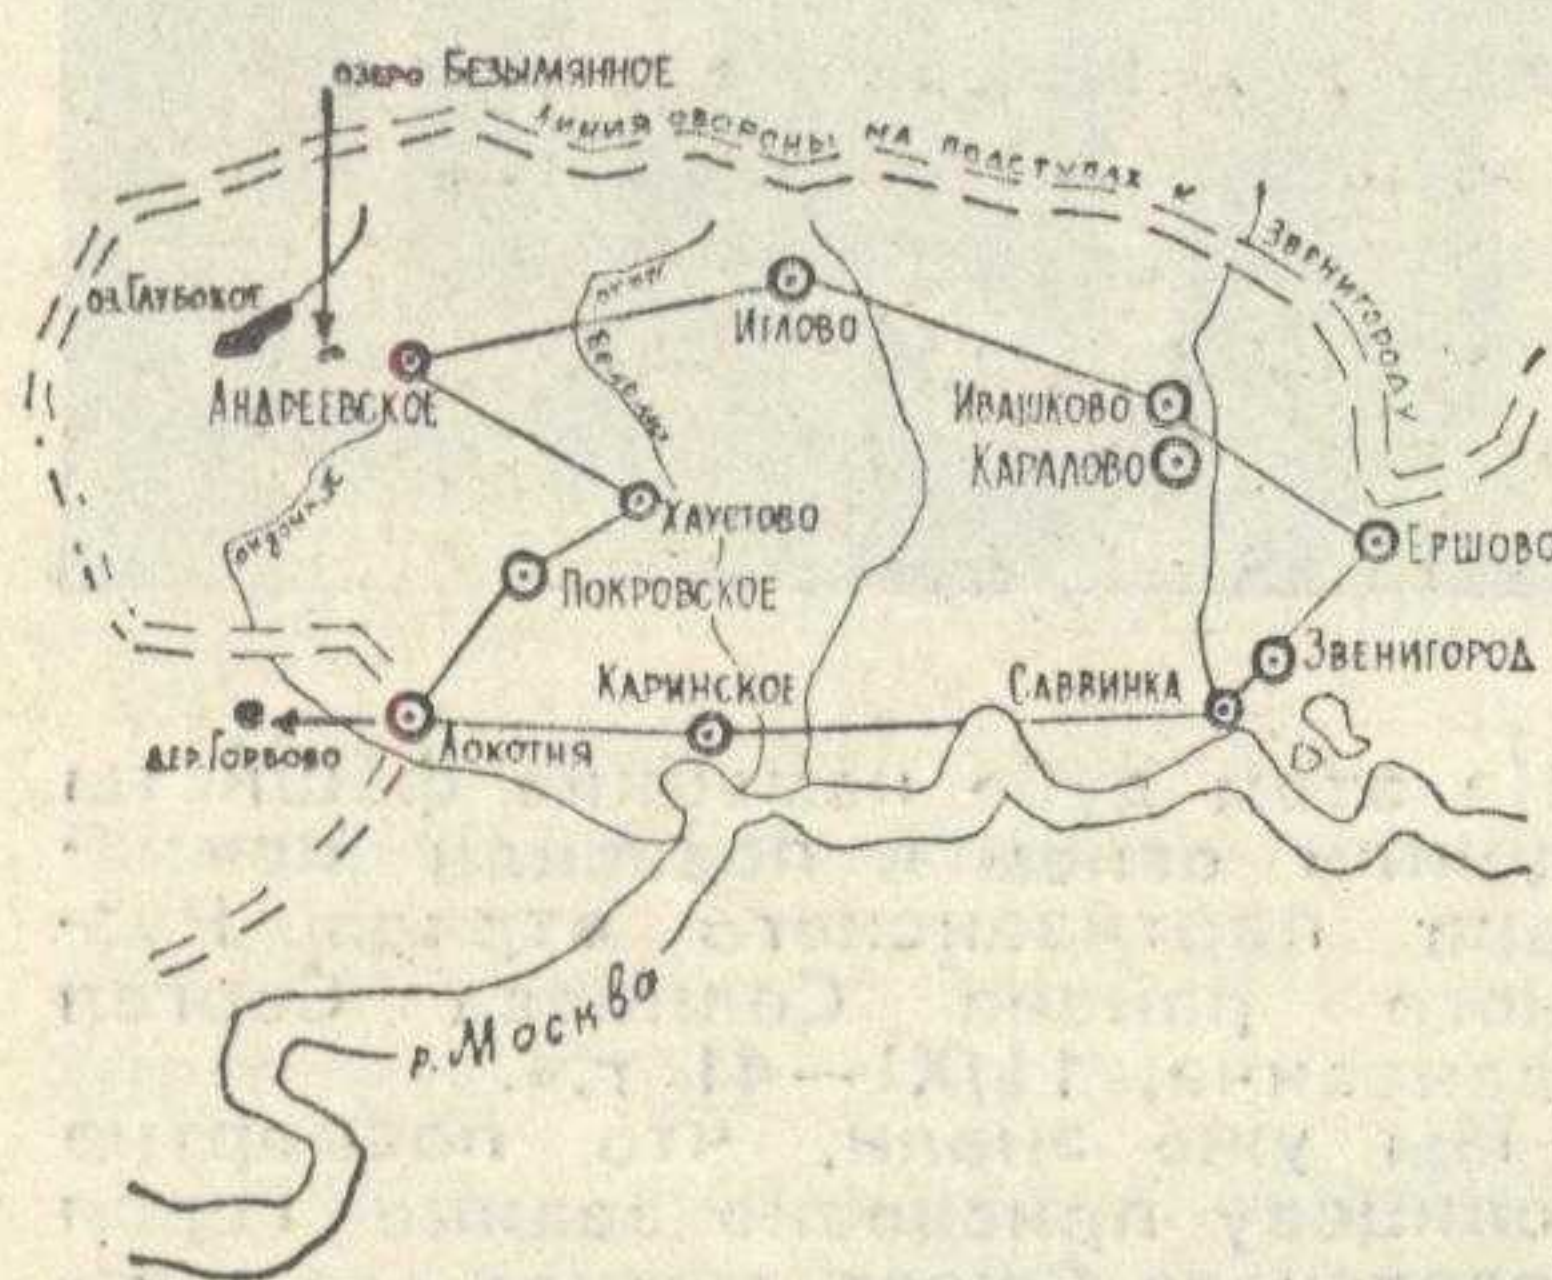 ОЗЕРО БЕЗЫМЯННОЕ
ЛИНИЯ ОБОРОНЫ НА ПОДСТУПАХ К ЗВЕНИГОРОДУ
ОЗ. ГЛУБОКОЕ
ИГЛОВО
АНДРЕЕВСКОЕ
ИВАШКОВО
КАРАЛОВО
ХАУСТОВО
ЕРШОВО
ПОКРОВСКОЕ
ЗВЕНИГОРОД
КАРИНСКОЕ
САВВИНКА
ДЕР. ГОРБОВО
ЛОКОТНЯ
р. Москва